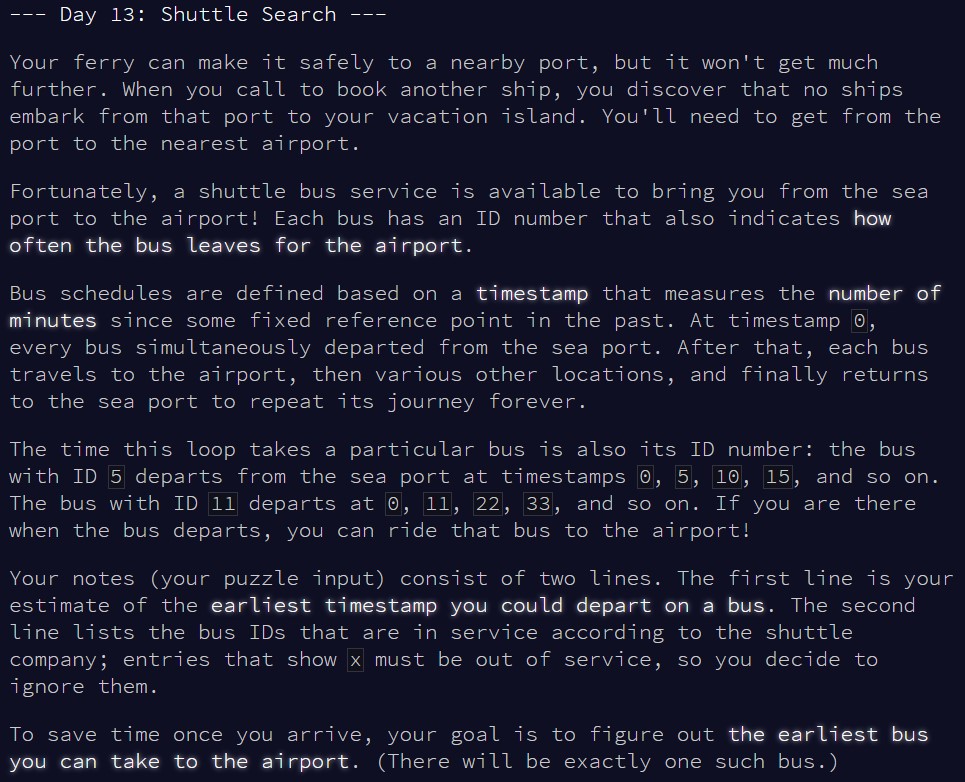 --- Day 13: Shuttle Search ---
Your ferry can make it safely to a nearby port, but it won't get much
further. When you call to book another ship, you discover that no ships
embark from that port to your vacation island. You'll need to get from the
port to the nearest airport.
Fortunately, a shuttle bus service is available to bring you from the sea
port to the airport! Each bus has an ID number that also indicates how
often the bus leaves for the airport.
Bus schedules are defined based on a timestamp that measures the number of
minutes since some fixed reference point in the past. At timestamp 0,
every bus simultaneously departed from the sea port. After that, each bus
travels to the airport, then various other locations, and finally returns
to the sea port to repeat its journey forever.
The time this loop takes a particular bus is also its ID number: the bus
with ID 5 departs from the sea port at timestamps 0, 5, 10, 15, and so on.
The bus with ID 11 departs at 0, 11, 22, 33, and so on. If you are there
when the bus departs, you can ride that bus to the airport!
Your notes (your puzzle input) consist of two lines. The first line is your
estimate of the earliest timestamp you could depart on a bus. The second
line lists the bus IDs that are in service according to the shuttle
company; entries that show x must be out of service, so you decide to
ignore them.
To save time once you arrive, your goal is to figure out the earliest bus
you can take to the airport. (There will be exactly one such bus.)